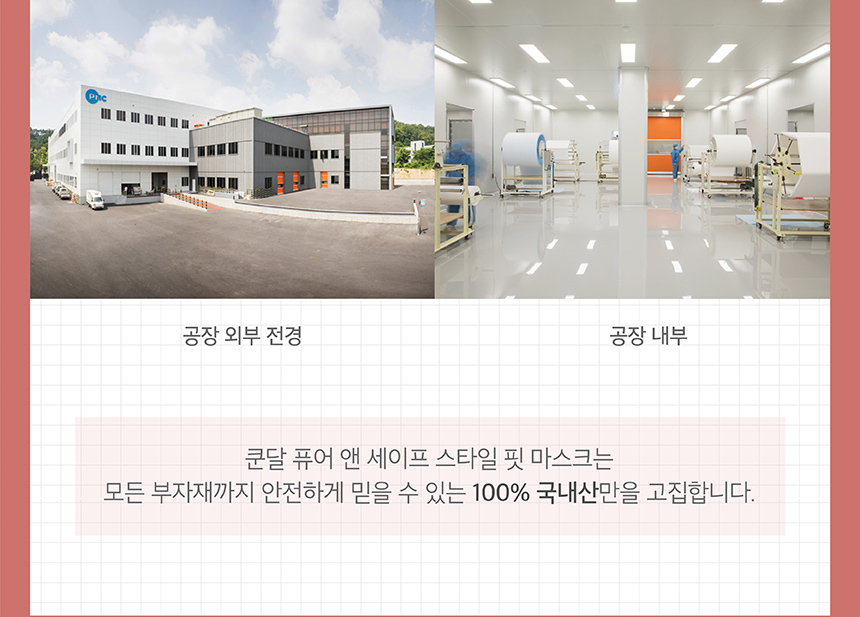 공장 외부 전경
공장 내부
쿤달 퓨어 앤 세이프 스타일 핏 마스크는
모든 부자재까지 안전하게 믿을 수 있는 100% 국내산만을 고집합니다.